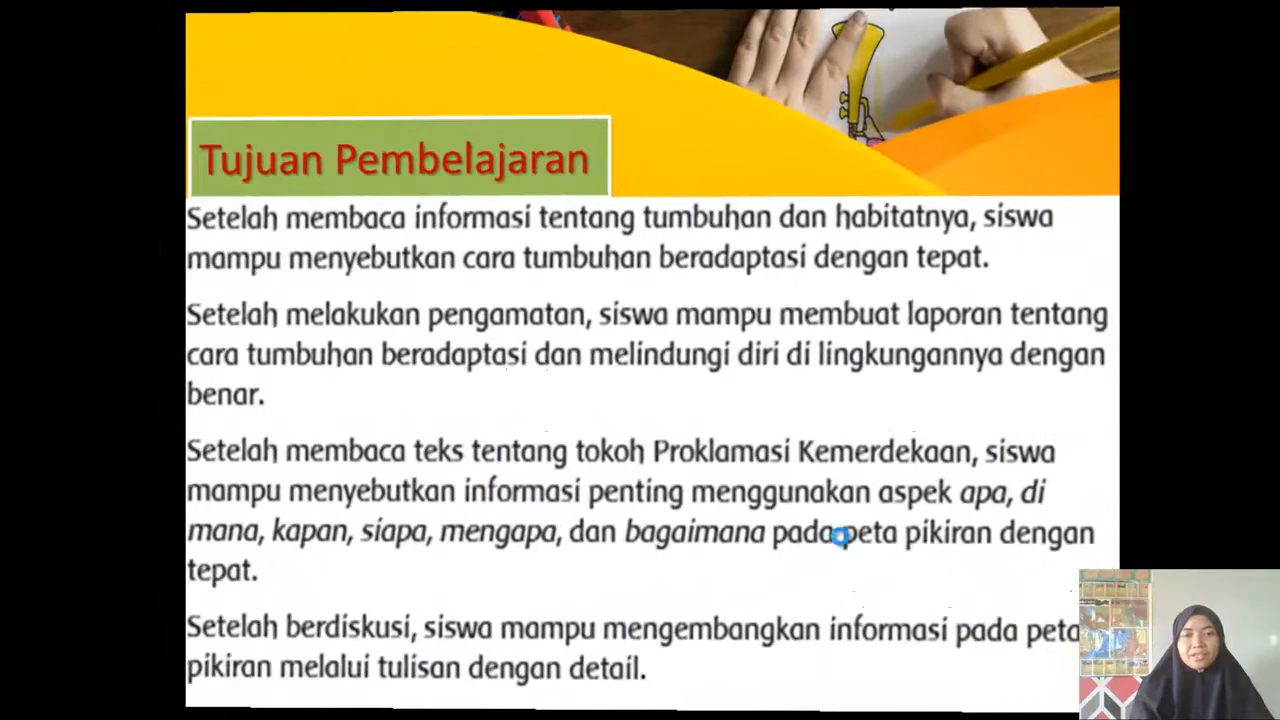 Tujuan Pembelajaran
Setelah membaca informasi tentang tumbuhan dan habitatnya, siswa
mampu menyebutkan cara tumbuhan beradaptasi dengan tepat.
Setelah melakukan pengamatan, siswa mampu membuat laporan tentang
cara tumbuhan beradaptasi dan melindungi diri di lingkungannya dengan
benar.
Setelah membaca teks tentang tokoh Proklamasi Kemerdekaan, siswa
mampu menyebutkan informasi penting menggunakan aspek apa, di
mana, kapan, siapa, mengapa, dan bagaimana pada peta pikiran dengan
tepat.
Setelah berdiskusi, siswa mampu mengembangkan informasi pada peta
pikiran melalui tulisan dengan detail.